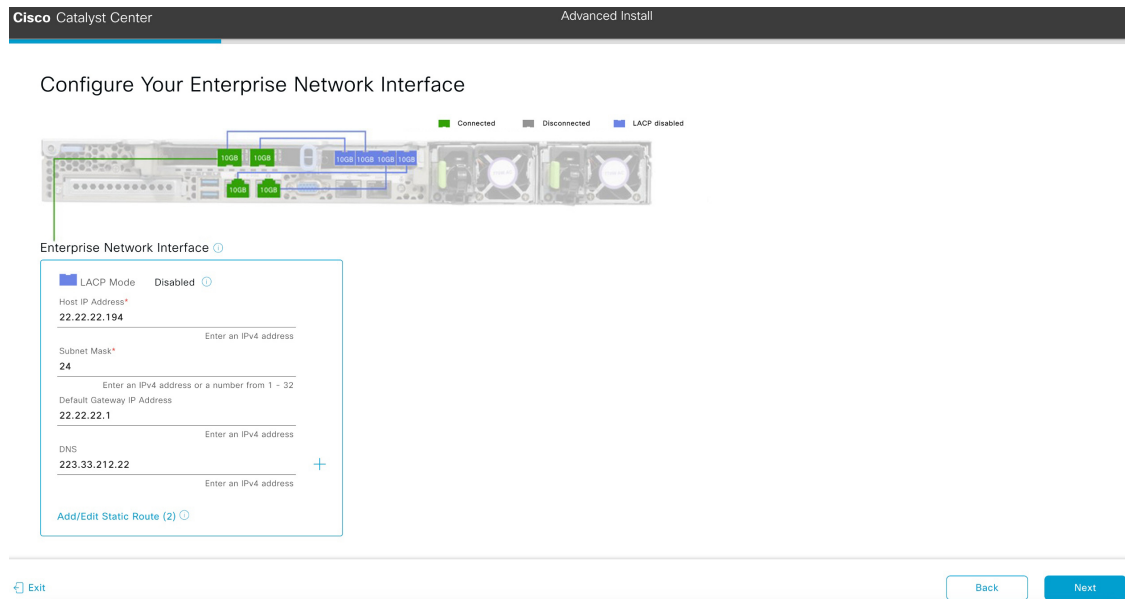 Cisco Catalyst Center
Advanced Install
Configure Your Enterprise Network Interface
Connected
Disconnected
LACP disabled
10GB 10GB 10GB 10GB 10GB 10GB
10GB 10GB
Enterprise Network Interface
LACP Mode Disabled
Host IP Address*
22.22.22.194
Enter an IPv4 address
Subnet Mask*
24
Enter an IPv4 address or a number from 1 - 32
Default Gateway IP Address
22.22.22.1
Enter an IPv4 address
DNS
223.33.212.22
Enter an IPv4 address
Add/Edit Static Route (2)
Exit
Back
Next